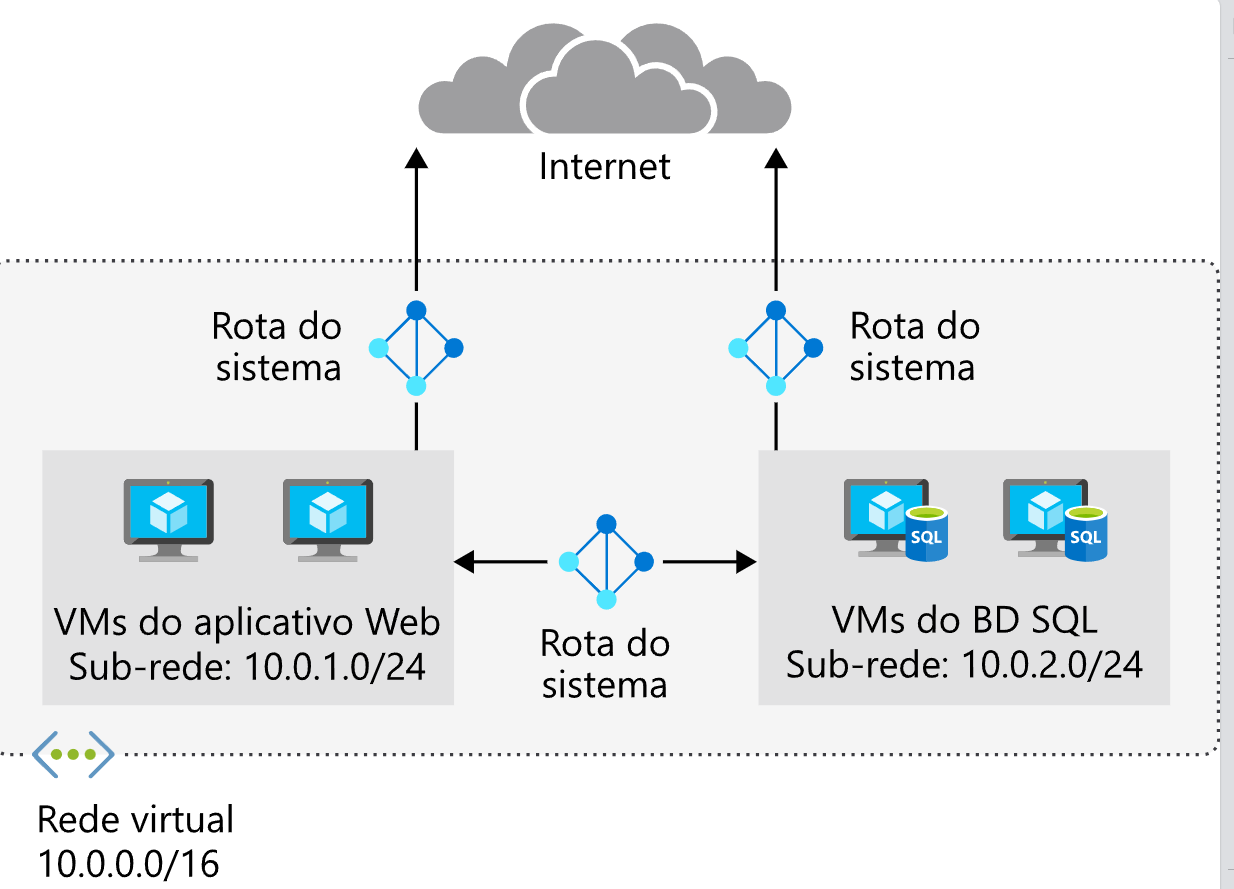 Internet
Rota do
sistema
Rota do
sistema
SQL
SQL
VMs do aplicativo Web
Sub-rede: 10.0.1.0/24
Rota do
sistema
VMs do BD SQL
Sub-rede: 10.0.2.0/24
Rede virtual
10.0.0.0/16